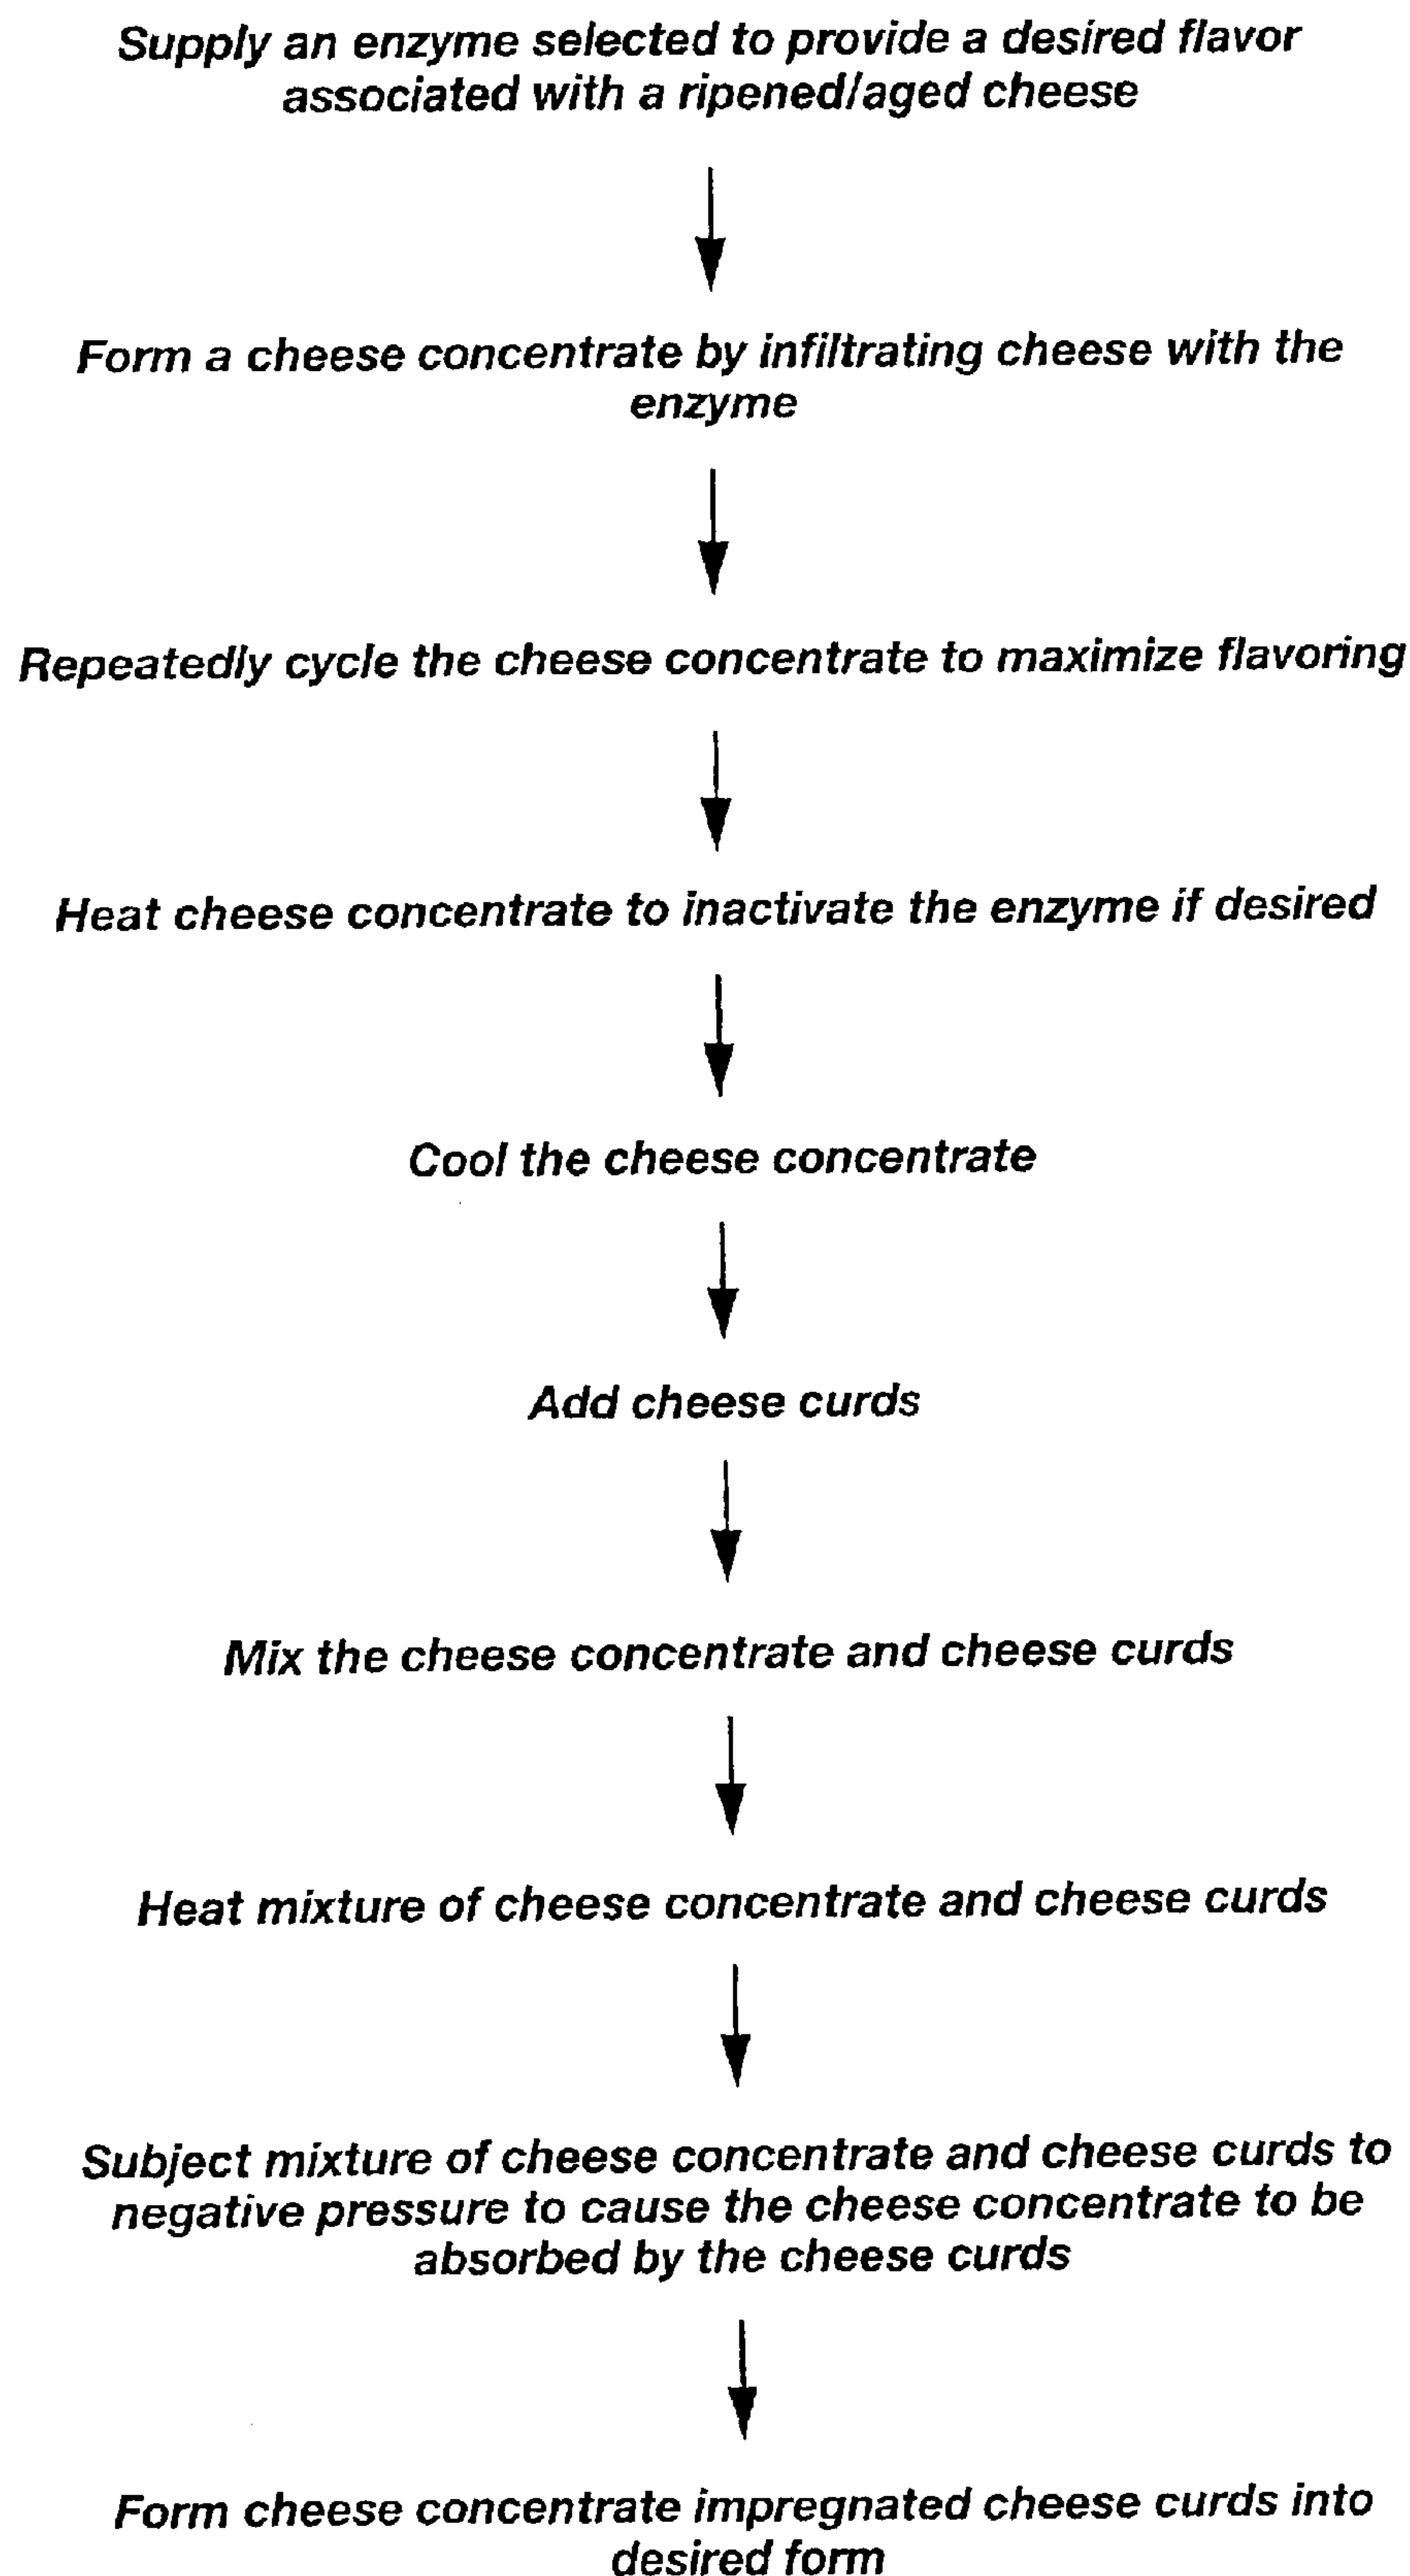 Supply an enzyme selected to provide a desired flavor
associated with a ripened/aged cheese
Form a cheese concentrate by infiltrating cheese with the
enzyme
Repeatedly cycle the cheese concentrate to maximize flavoring
Heat cheese concentrate to inactivate the enzyme if desired
Cool the cheese concentrate
Add cheese curds
Mix the cheese concentrate and cheese curds
Heat mixture of cheese concentrate and cheese curds
Subject mixture of cheese concentrate and cheese curds to
negative pressure to cause the cheese concentrate to be
absorbed by the cheese curds
Form cheese concentrate impregnated cheese curds into
desired form